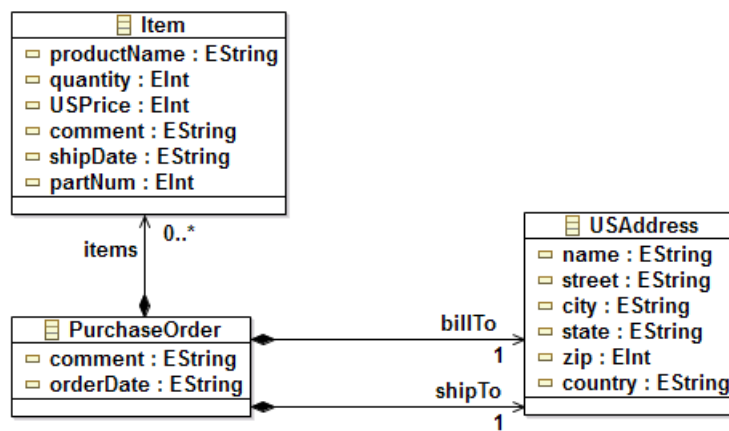 Item
productName : EString
quantity : EInt
USPrice : EInt
comment : EString
shipDate : EString
partNum : EInt
0..*
items
PurchaseOrder
comment : EString
orderDate : EString
billTo
1
shipTo
1
USAddress
name : EString
street : EString
city : EString
state : EString
zip : EInt
country : EString